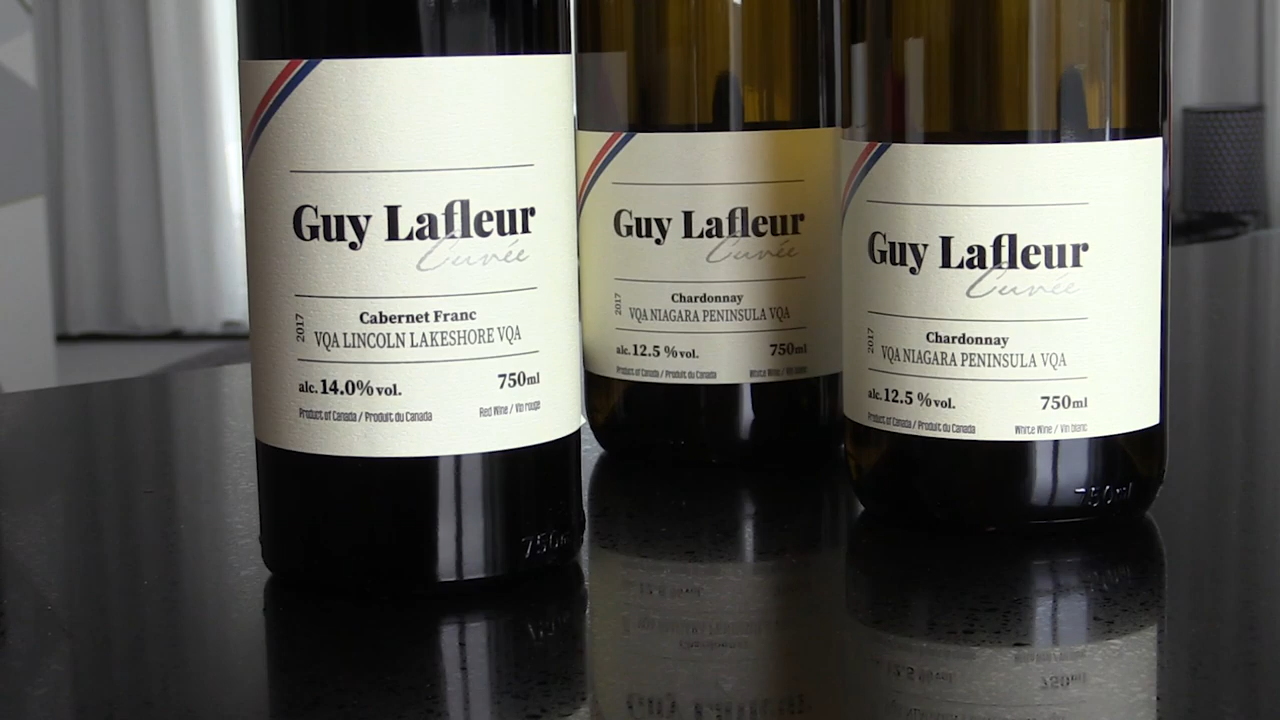 Guy Lafleur
Cuvée
2017
Cabernet Franc
VQA LINCOLN LAKESHORE VQA
alc. 14.0% vol.
750ml
Product of Canada / Produit du Canada
Red Wine / Vin rouge
750ml
Guy Lafleur
Cuvée
2017
Chardonnay
VQA NIAGARA PENINSULA VQA
alc. 12.5 % vol.
750ml
Product of Canada / Produit du Canada
White Wine / Vin blanc
Guy Lafleur
Cuvée
2017
Chardonnay
VQA NIAGARA PENINSULA VQA
alc. 12.5 % vol.
750ml
Product of Canada / Produit du Canada
White Wine / Vin blanc
750ml